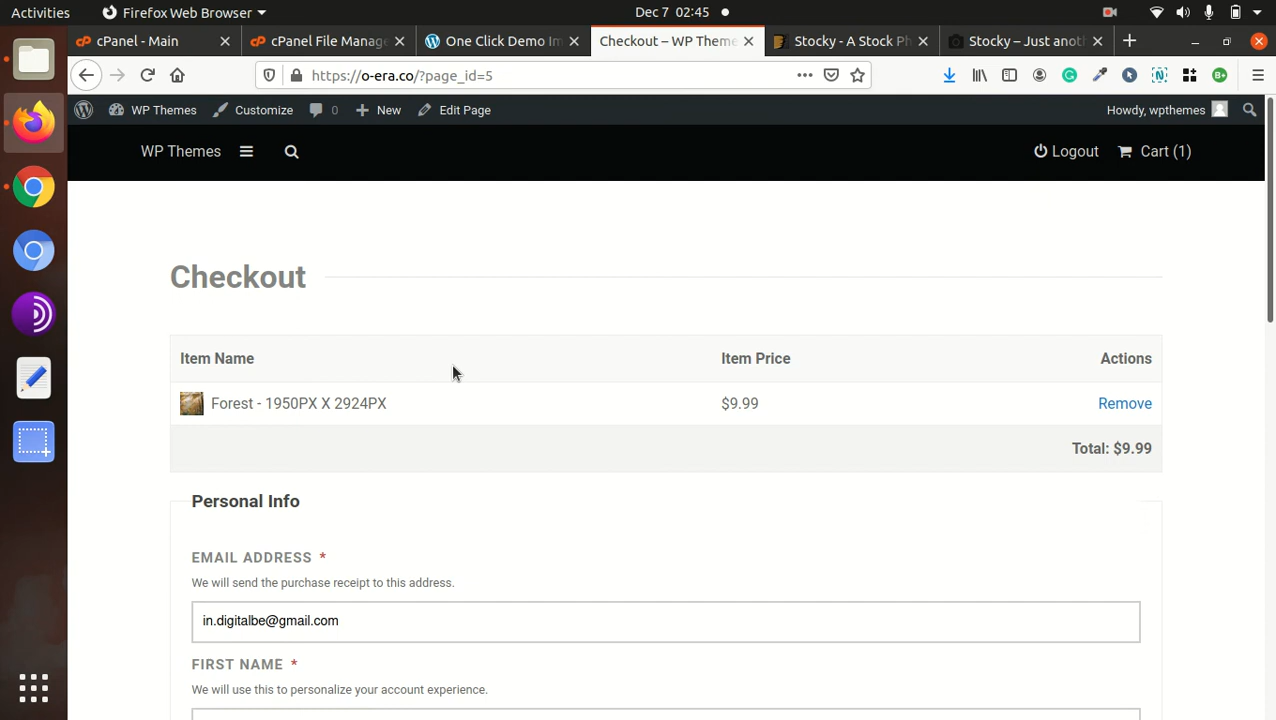 Activities Firefox Web Browser Dec 7 02:45
cPanel - Main cPanel File Manage One Click Demo Im Checkout – WP Theme Stocky - A Stock Ph Stocky – Just anoth
https://o-era.co/?page_id=5
WP Themes Customize 0 New Edit Page Howdy, wpthemes
WP Themes Logout Cart (1)
Checkout
Item Name Item Price Actions
Forest - 1950PX X 2924PX $9.99 Remove
Total: $9.99
Personal Info
EMAIL ADDRESS *
We will send the purchase receipt to this address.
in.digitalbe@gmail.com
FIRST NAME *
We will use this to personalize your account experience.